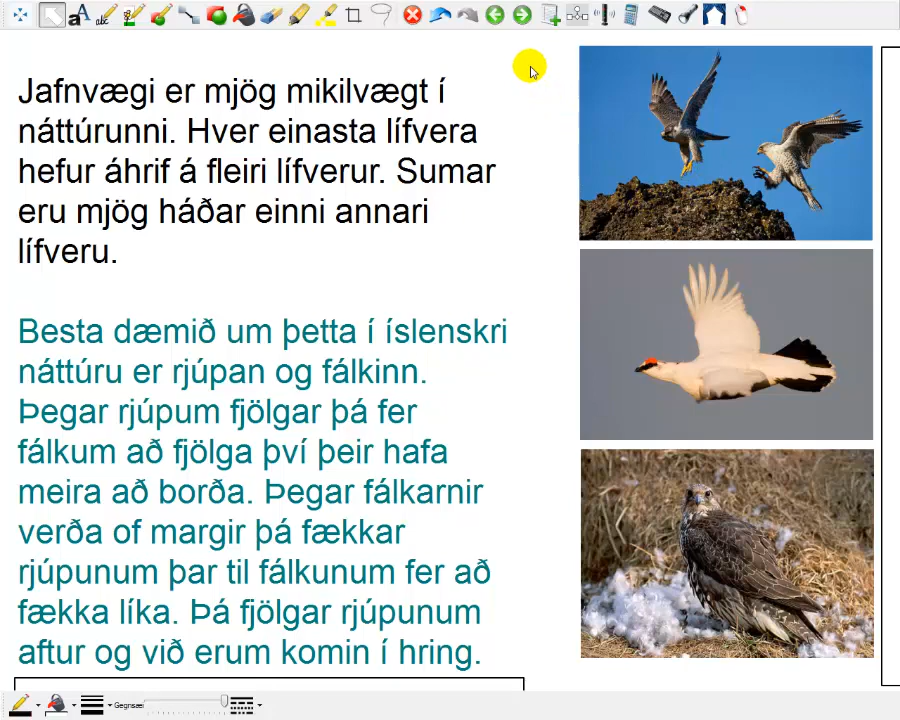 Jafnvægi er mjög mikilvægt í
náttúrunni. Hver einasta lífvera
hefur áhrif á fleiri lífverur. Sumar
eru mjög háðar einni annari
lífveru.
Besta dæmið um þetta í íslenskri
náttúru er rjúpan og fálkinn.
Þegar rjúpum fjölgar þá fer
fálkum að fjölga því þeir hafa
meira að borða. Þegar fálkarnir
verða of margir þá fækkar
rjúpunum þar til fálkunum fer að
fækka líka. Þá fjölgar rjúpunum
aftur og við erum komin í hring.
Gegnsæi